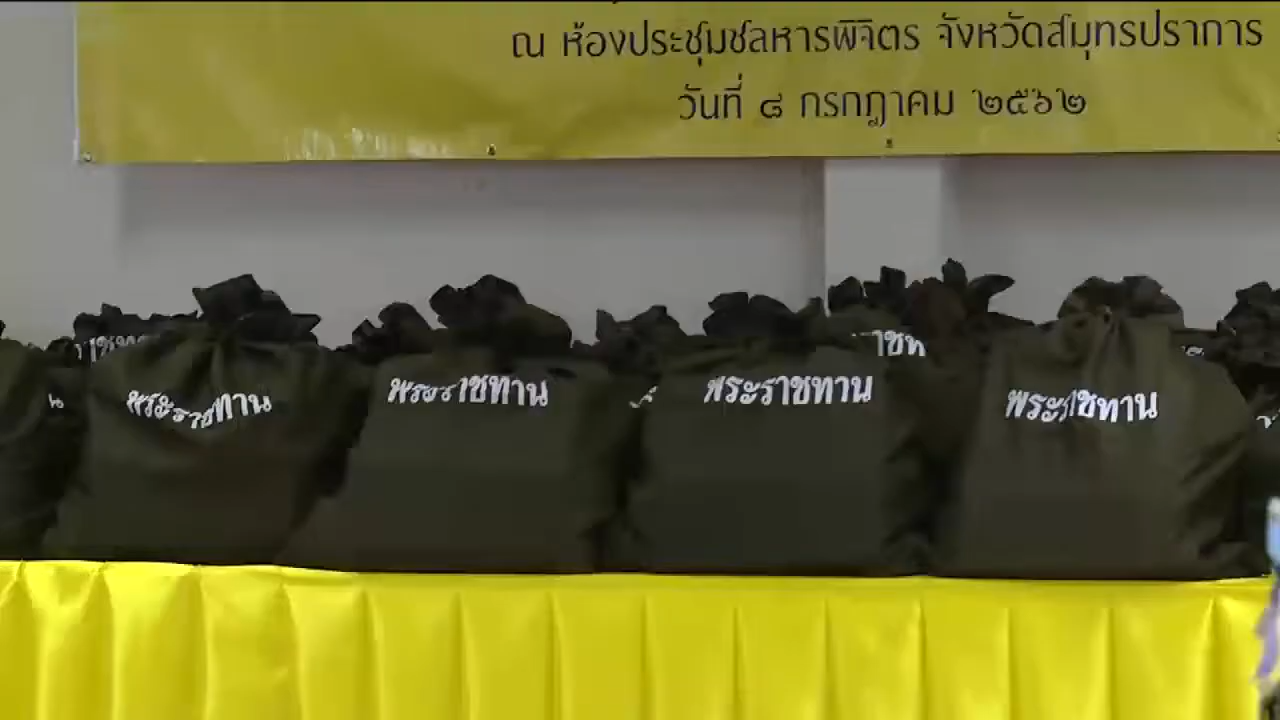 ณ ห้องประชุมชลหารพิจิตร จังหวัดสมุทรปราการ
วันที่ ๘ กรกฎาคม ๒๕๖๒
พระราชทาน
พระราชทาน
พระราชทาน
พระราชทาน